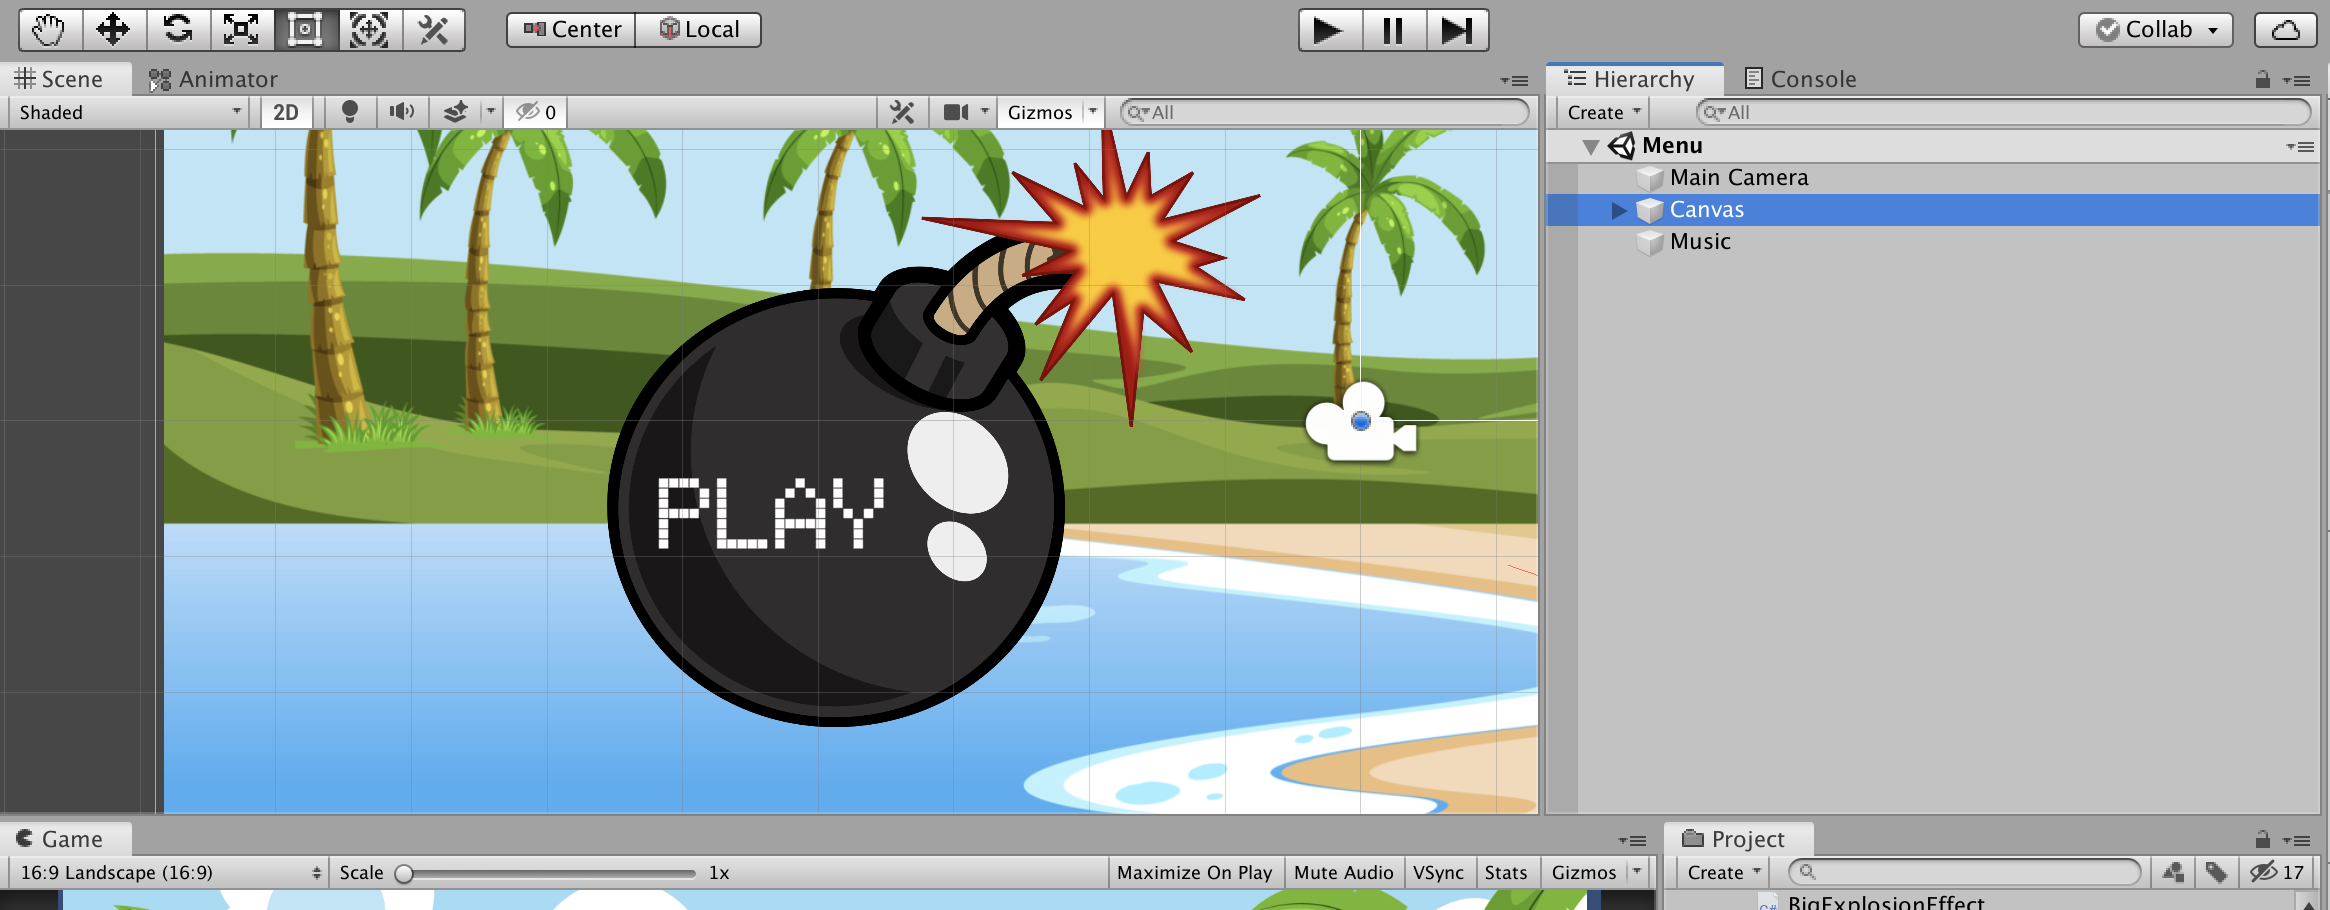 Center Local Collab
Scene Animator
Hierarchy Console
Shaded 2D 0 Gizmos All
Create All
Menu
Main Camera
Canvas
Music
PLAY
Game
Project
16:9 Landscape (16:9) Scale 1x Maximize On Play Mute Audio VSync Stats Gizmos
Create 17
C# BigExplosionEffect